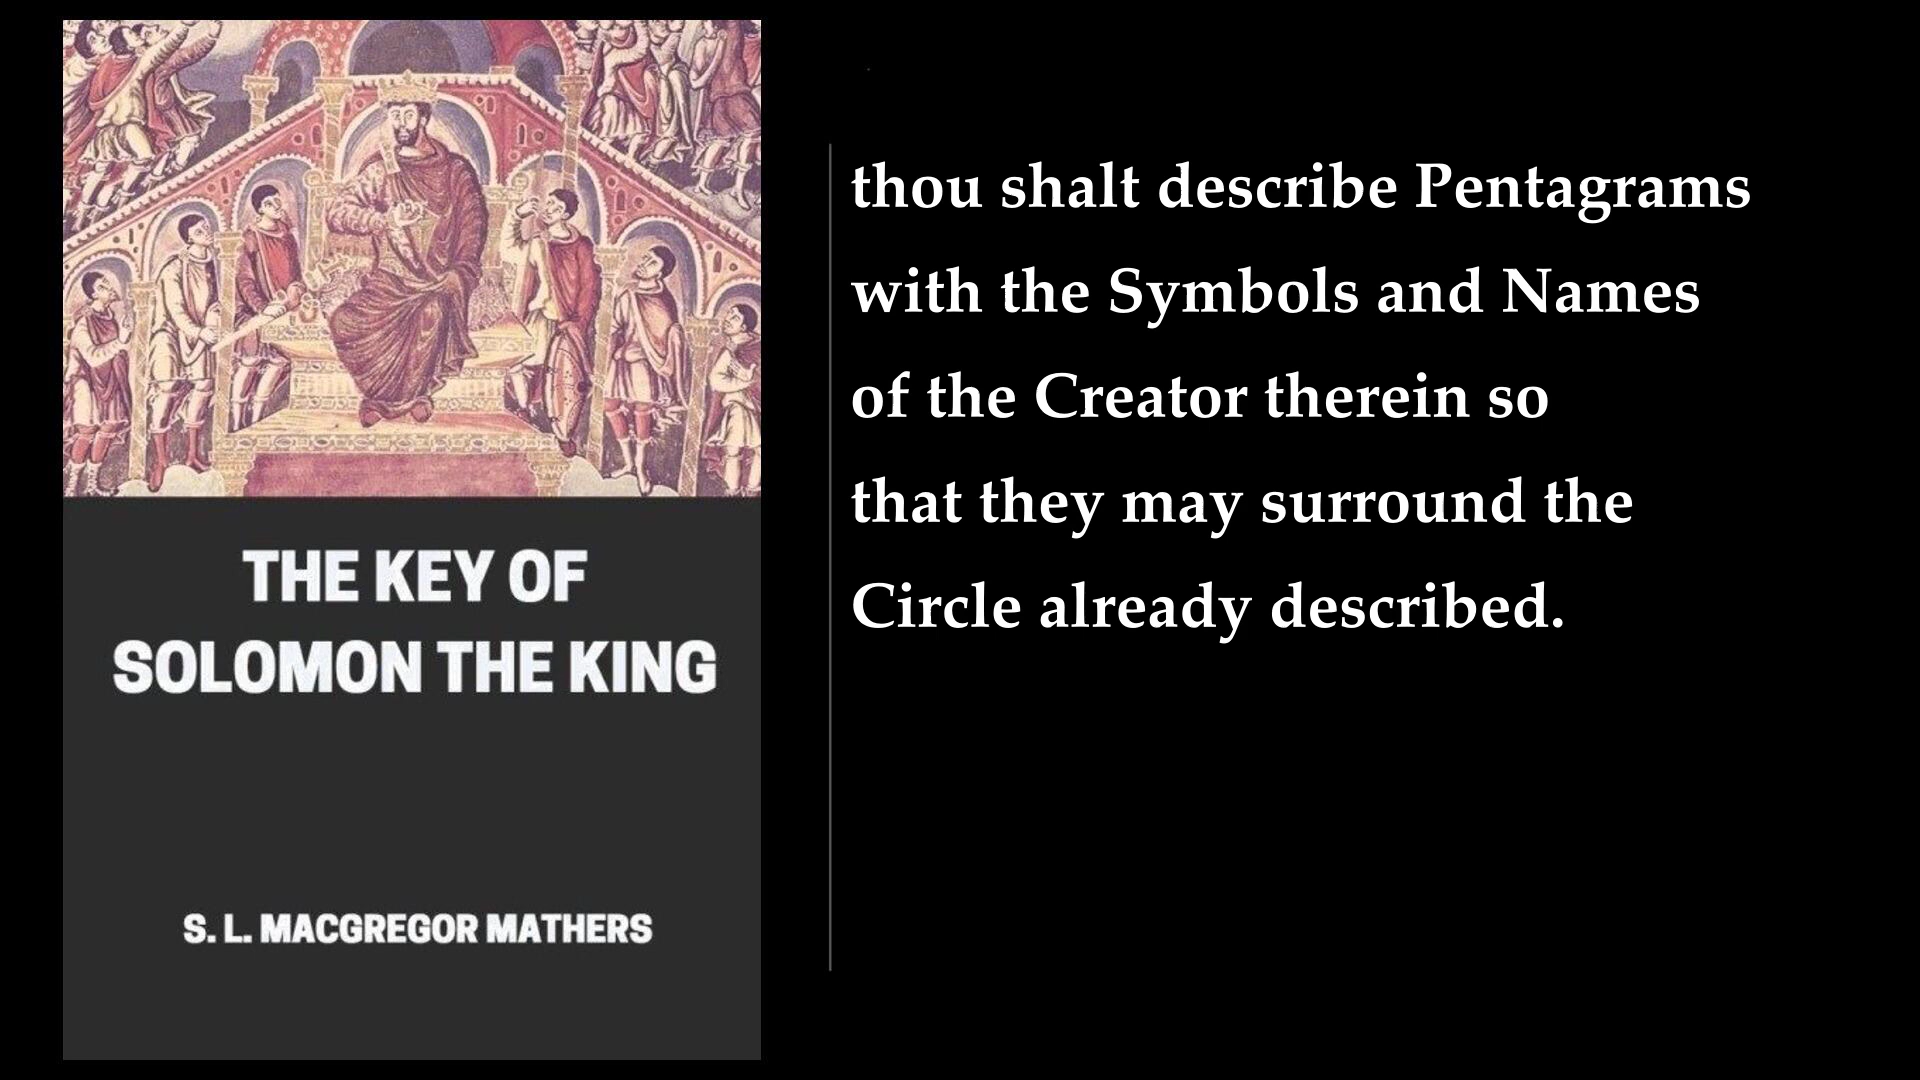 THE KEY OF
SOLOMON THE KING
S. L. MACGREGOR MATHERS
thou shalt describe Pentagrams
with the Symbols and Names
of the Creator therein so
that they may surround the
Circle already described.